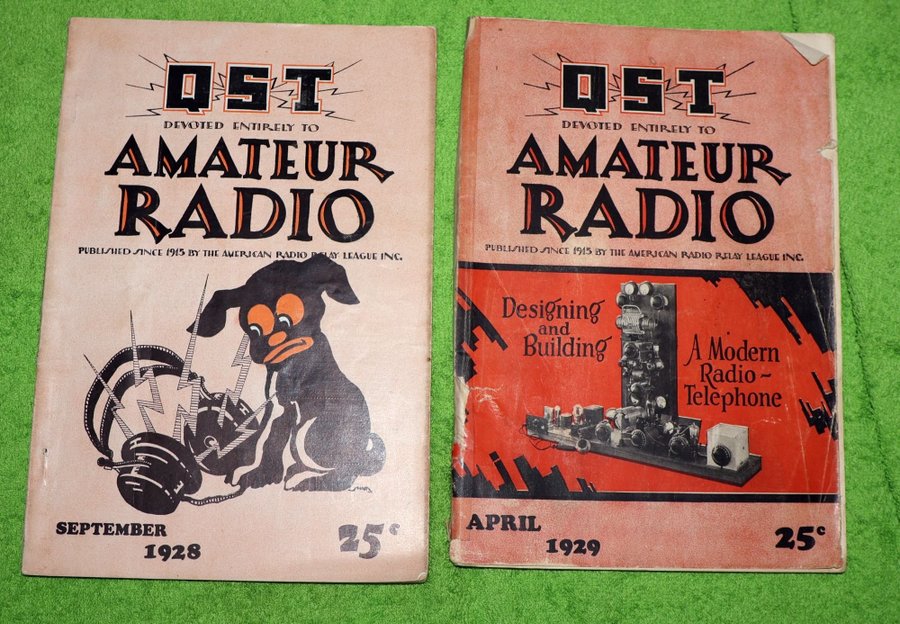 QST
DEVOTED ENTIRELY TO
AMATEUR
RADIO
PUBLISHED SINCE 1915 BY THE AMERICAN RADIO RELAY LEAGUE INC.
SEPTEMBER
1928
25c
QST
DEVOTED ENTIRELY TO
AMATEUR
RADIO
PUBLISHED SINCE 1915 BY THE AMERICAN RADIO RELAY LEAGUE INC.
Designing
and
Building
A Modern
Radio-
Telephone
APRIL
1929
25c